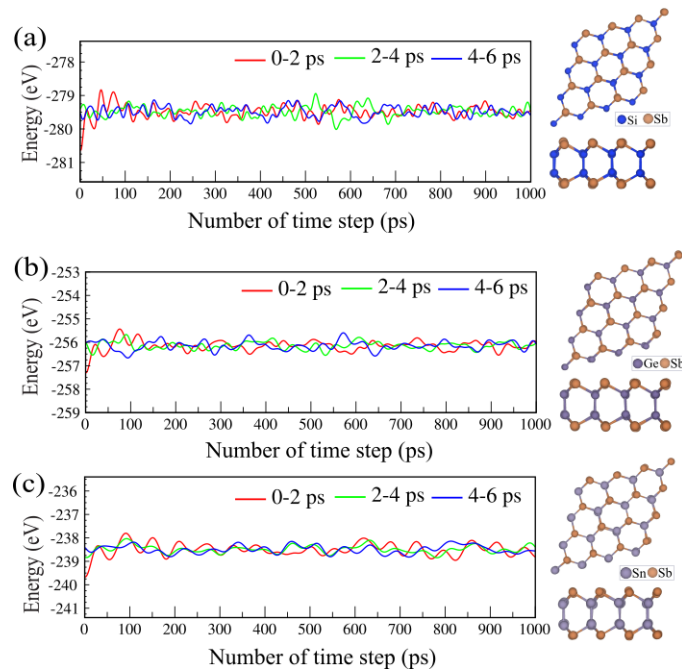 (a)
0-2 ps 2-4 ps 4-6 ps
Energy (eV)
-278
-279
-280
-281
0 100 200 300 400 500 600 700 800 900 1000
Number of time step (ps)
Si Sb
(b)
0-2 ps 2-4 ps 4-6 ps
Energy (eV)
-253
-254
-255
-256
-257
-258
-259
0 100 200 300 400 500 600 700 800 900 1000
Number of time step (ps)
Ge Sb
(c)
0-2 ps 2-4 ps 4-6 ps
Energy (eV)
-236
-237
-238
-239
-240
-241
0 100 200 300 400 500 600 700 800 900 1000
Number of time step (ps)
Sn Sb